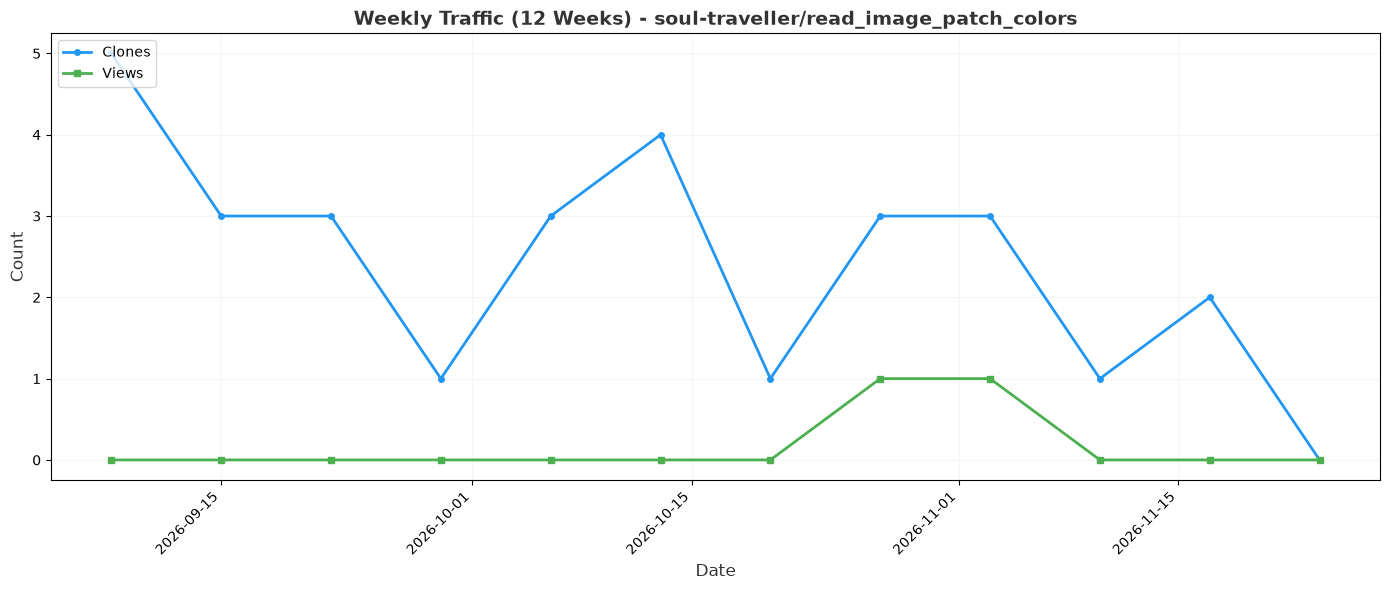 Weekly Traffic (12 Weeks) - soul-traveller/read_image_patch_colors
Clones
Views
5
4
3
2
1
0
Count
2026-09-15
2026-10-01
2026-10-15
2026-11-01
2026-11-15
Date